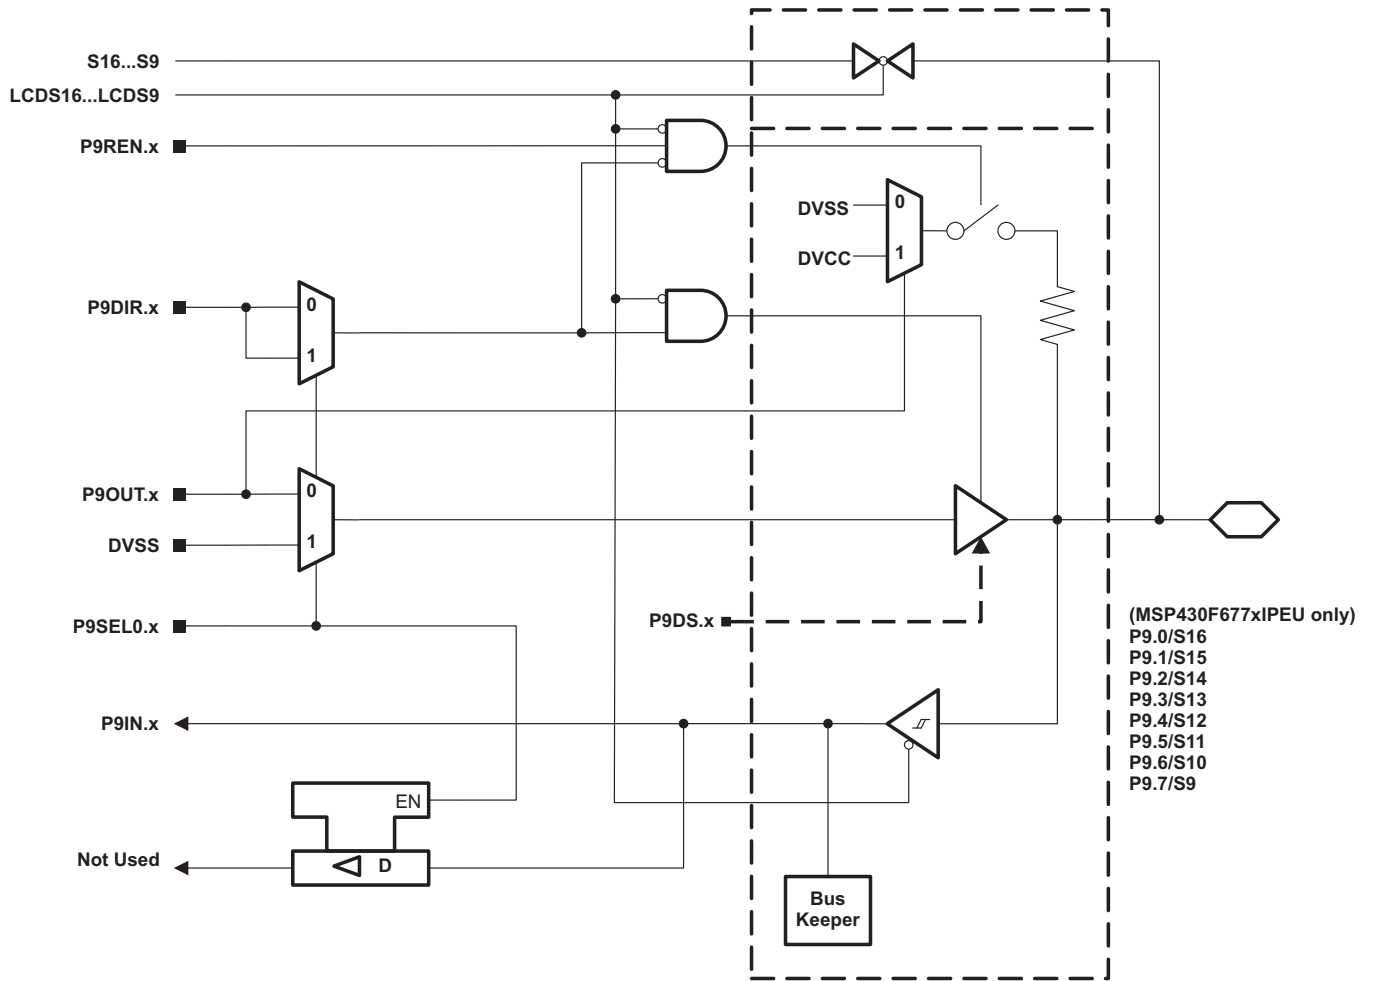 S16...S9
LCDS16...LCDS9
P9REN.x
DVSS
0
DVCC
1
P9DIR.x
0
1
P9OUT.x
0
DVSS
1
P9SEL0.x
P9DS.x
(MSP430F677xIPEU only)
P9.0/S16
P9.1/S15
P9.2/S14
P9.3/S13
P9.4/S12
P9.5/S11
P9.6/S10
P9.7/S9
P9IN.x
EN
Not Used
D
Bus
Keeper